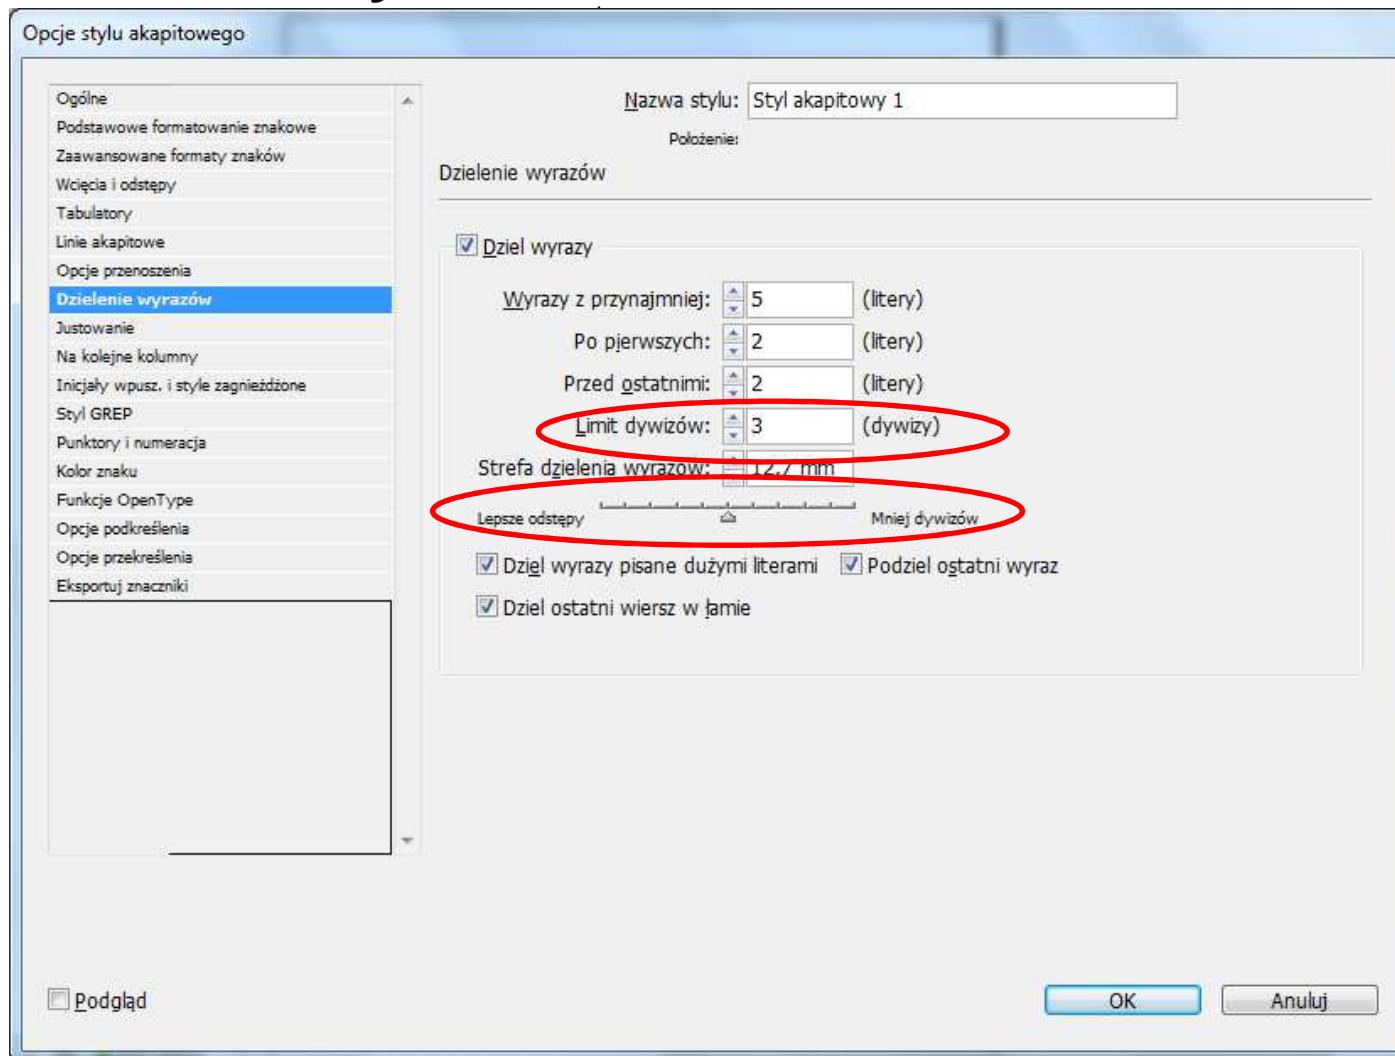 Opcje stylu akapitowego
Ogólne
Podstawowe formatowanie znakowe
Zaawansowane formaty znaków
Wcięcia i odstępy
Tabulatory
Linie akapitowe
Opcje przenoszenia
Dzielenie wyrazów
Justowanie
Na kolejne kolumny
Inicjały wpusz. i style zagnieżdżone
Styl GREP
Punktory i numeracja
Kolor znaku
Funkcje OpenType
Opcje podkreślenia
Opcje przekreślenia
Eksportuj znaczniki
Nazwa stylu: Styl akapitowy 1
Położenie:
Dzielenie wyrazów
Dziel wyrazy
Wyrazy z przynajmniej: 5 (litery)
Po pierwszych: 2 (litery)
Przed ostatnimi: 2 (litery)
Limit dywizów: 3 (dywizy)
Strefa dzielenia wyrazów: 12,7 mm
Lepsze odstępy Mniej dywizów
Dziel wyrazy pisane dużymi literami Podziel ostatni wyraz
Dziel ostatni wiersz w łamie
Podgląd OK Anuluj